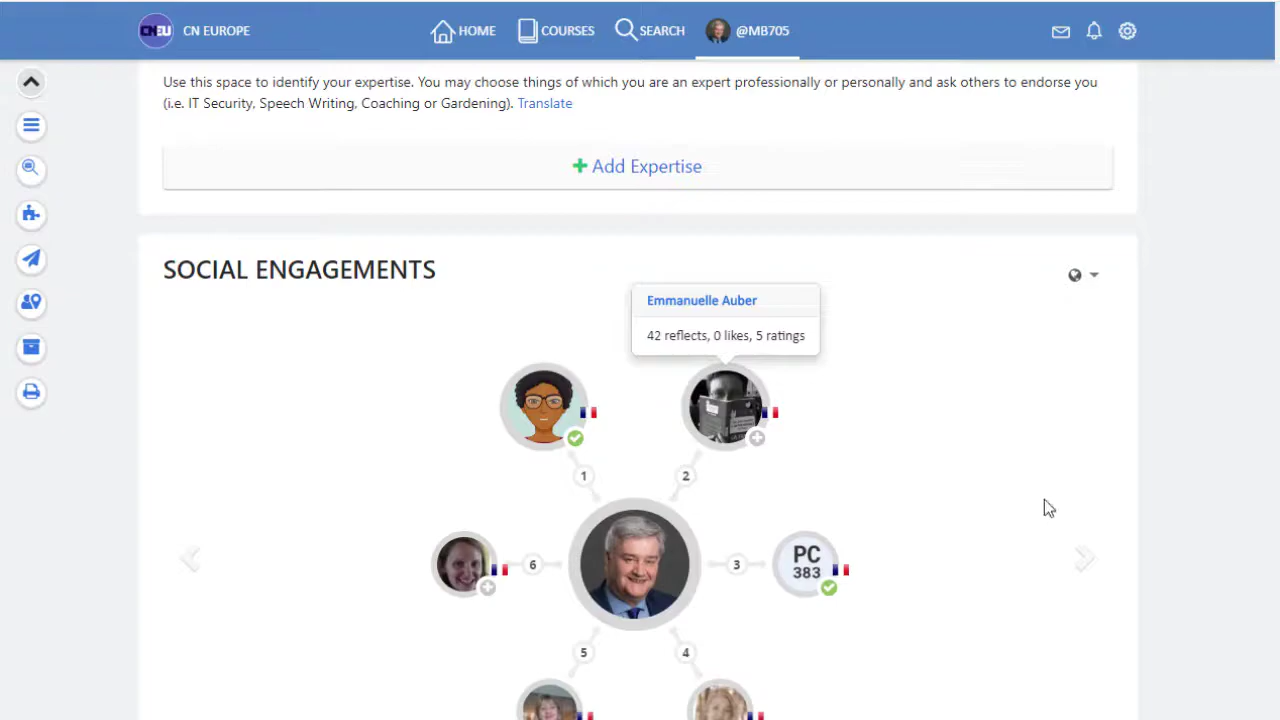 CNEU CN EUROPE HOME COURSES SEARCH @MB705
Use this space to identify your expertise. You may choose things of which you are an expert professionally or personally and ask others to endorse you
(i.e. IT Security, Speech Writing, Coaching or Gardening). Translate
Add Expertise
SOCIAL ENGAGEMENTS
Emmanuelle Auber
42 reflects, 0 likes, 5 ratings
1
2
6
3
PC
383
5
4